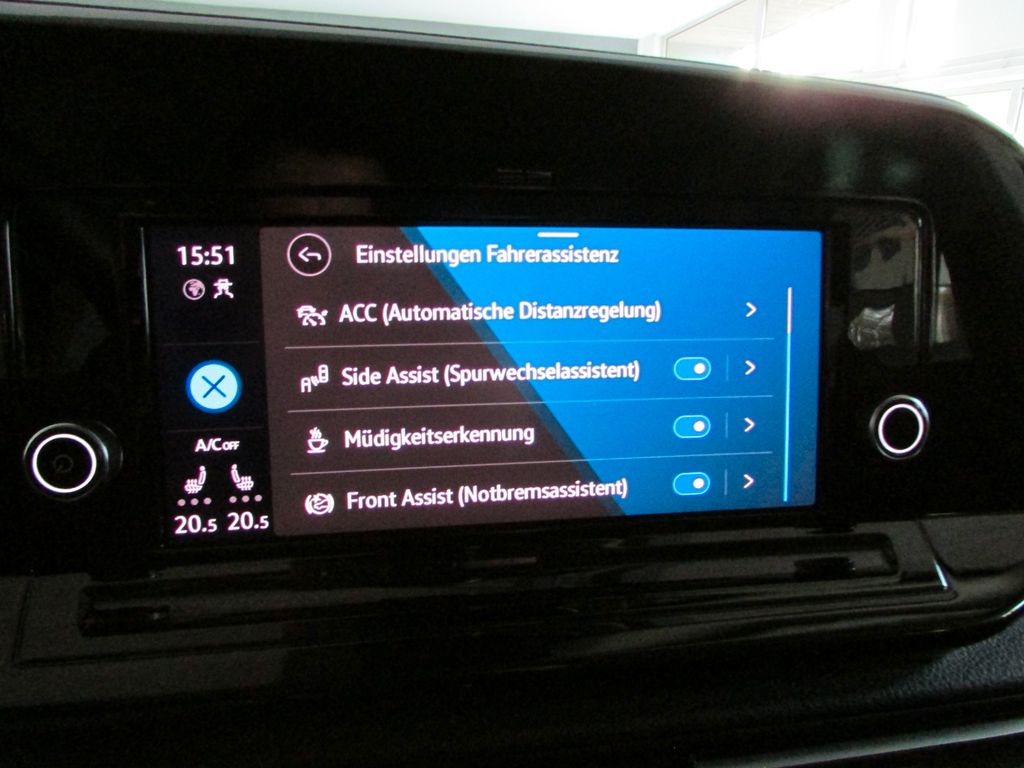 15:51
Einstellungen Fahrerassistenz
ACC (Automatische Distanzregelung)
Side Assist (Spurwechselassistent)
Müdigkeitserkennung
Front Assist (Notbremsassistent)
A/C OFF
20.5 20.5